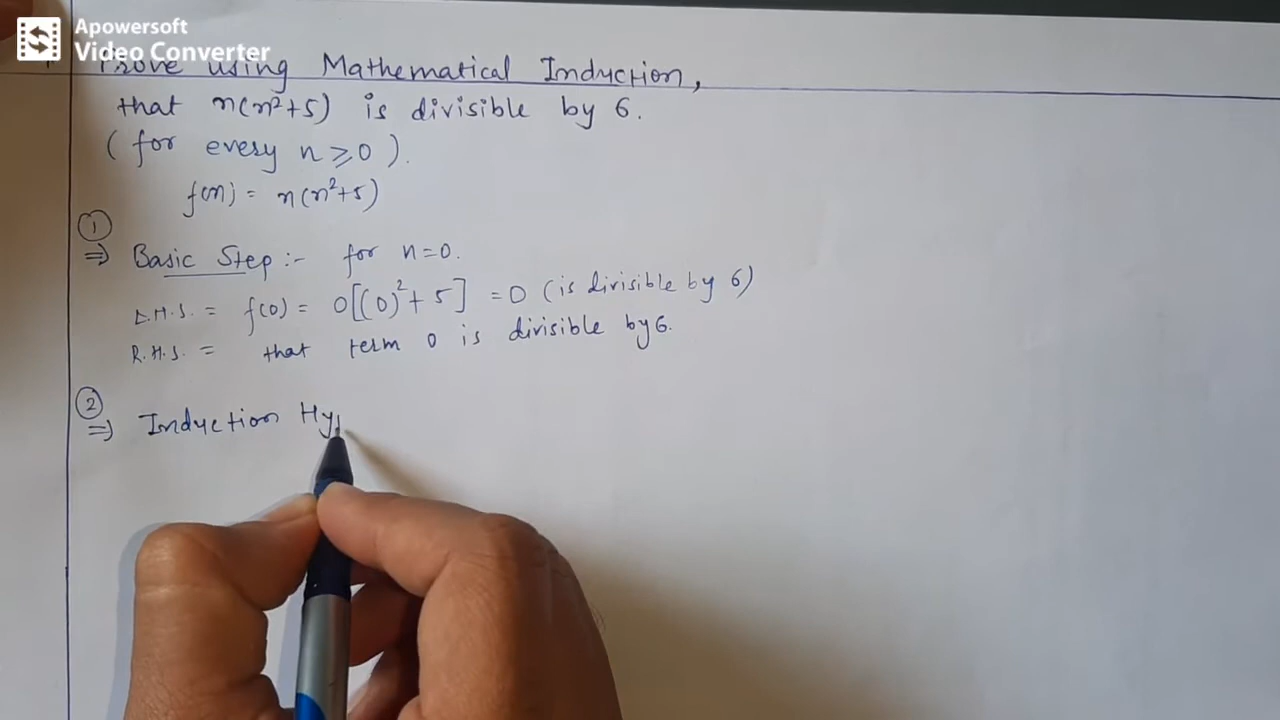 Apowersoft
Video Converter
Prove using Mathematical Induction,
that n(n²+5) is divisible by 6.
(for every n ⩾ 0).
f(n) = n(n²+5)
①
⇒ Basic Step :- for n=0.
L.H.S. = f(0) = 0[(0)²+5] = 0 (is divisible by 6)
R.H.S. = that term 0 is divisible by 6.
②
⇒ Induction Hy